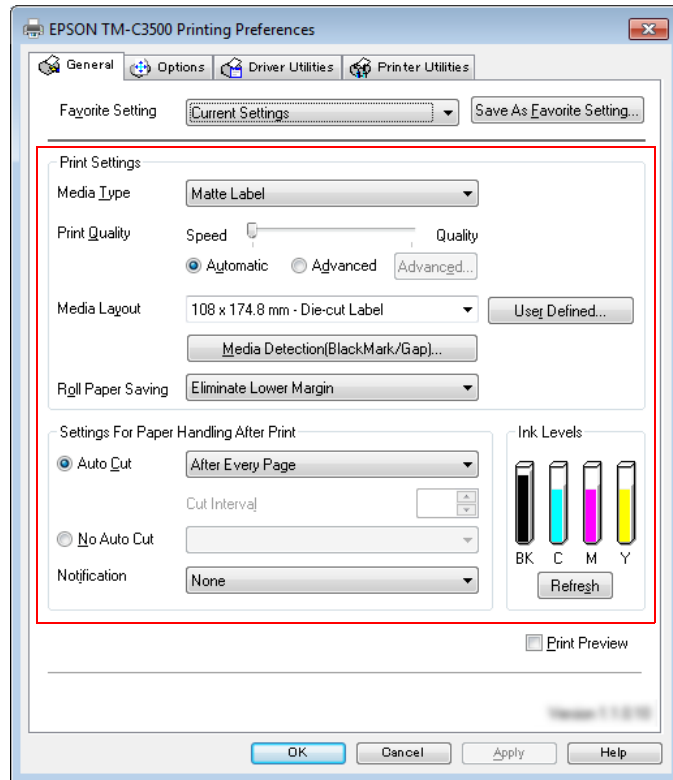 EPSON TM-C3500 Printing Preferences
General Options Driver Utilities Printer Utilities
Favorite Setting Current Settings Save As Favorite Setting...
Print Settings
Media Type Matte Label
Print Quality Speed Quality
Automatic Advanced Advanced...
Media Layout 108 x 174.8 mm - Die-cut Label User Defined...
Media Detection(BlackMark/Gap)...
Roll Paper Saving Eliminate Lower Margin
Settings For Paper Handling After Print
Auto Cut After Every Page
Cut Interval
No Auto Cut
Notification None
Ink Levels
BK C M Y
Refresh
Print Preview
OK Cancel Apply Help